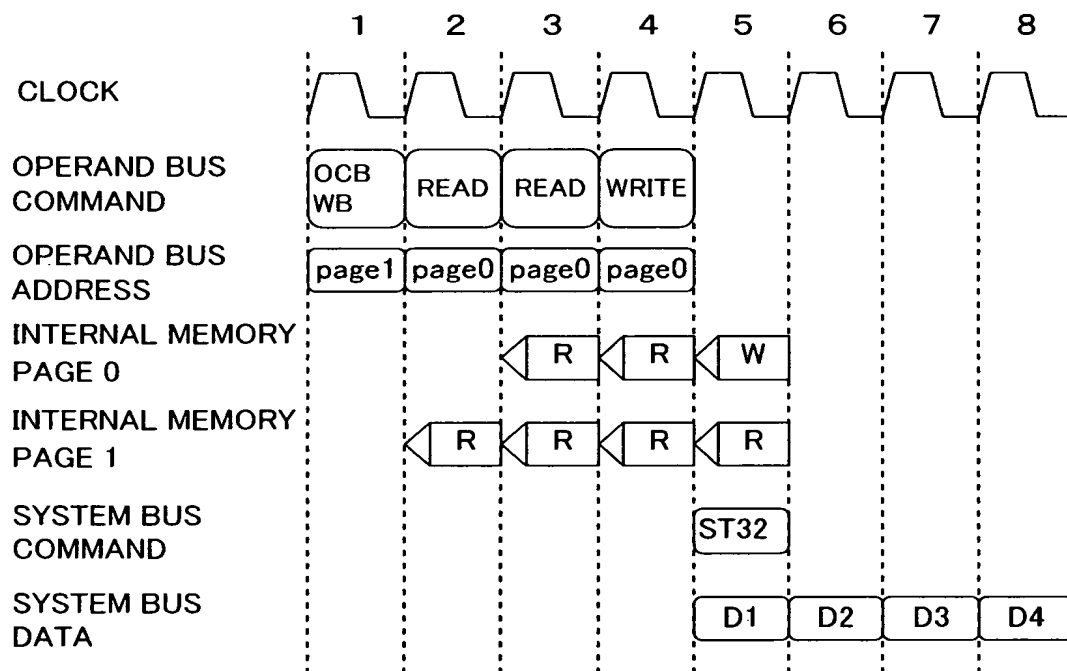 1 2 3 4 5 6 7 8
CLOCK
OPERAND BUS
COMMAND
OCB
WB
READ READ WRITE
OPERAND BUS
ADDRESS
page1 page0 page0 page0
INTERNAL MEMORY
PAGE 0
R R W
INTERNAL MEMORY
PAGE 1
R R R R
SYSTEM BUS
COMMAND
ST32
SYSTEM BUS
DATA
D1 D2 D3 D4